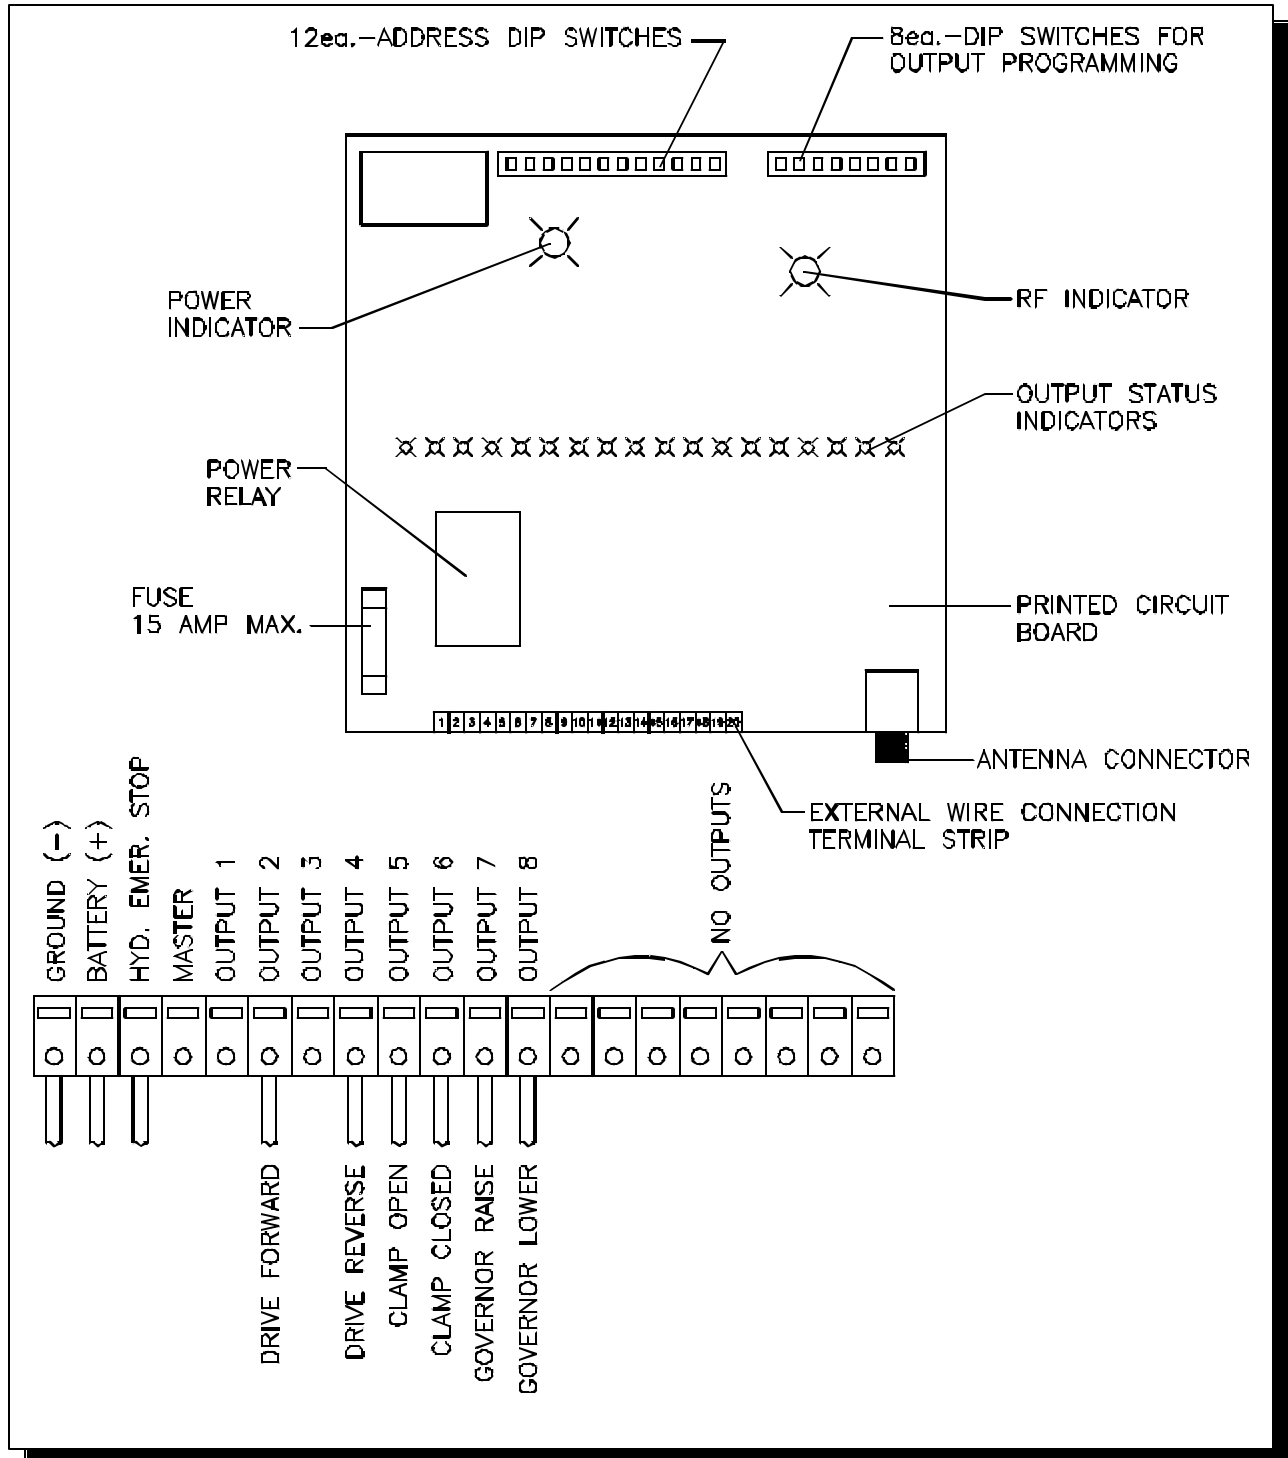 12ea.-ADDRESS DIP SWITCHES
8ea.-DIP SWITCHES FOR
OUTPUT PROGRAMMING
POWER
INDICATOR
RF INDICATOR
OUTPUT STATUS
INDICATORS
POWER
RELAY
FUSE
15 AMP MAX.
PRINTED CIRCUIT
BOARD
1 2 3 4 5 6 7 8 9 10 11 12 13 14 15 16 17 18 19 20
ANTENNA CONNECTOR
EXTERNAL WIRE CONNECTION
TERMINAL STRIP
GROUND (-)
BATTERY (+)
HYD. EMER. STOP
MASTER
OUTPUT 1
OUTPUT 2
OUTPUT 3
OUTPUT 4
OUTPUT 5
OUTPUT 6
OUTPUT 7
OUTPUT 8
NO OUTPUTS
DRIVE FORWARD
DRIVE REVERSE
CLAMP OPEN
CLAMP CLOSED
GOVERNOR RAISE
GOVERNOR LOWER